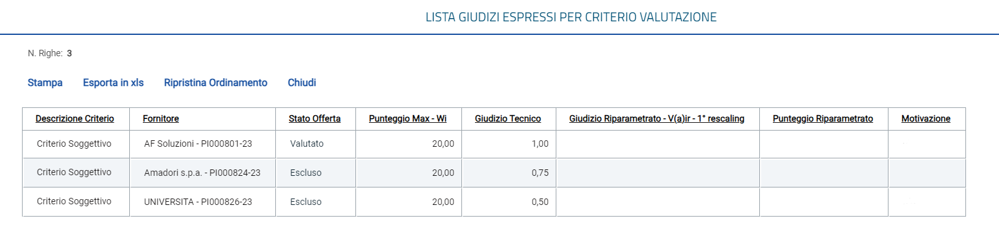 LISTA GIUDIZI ESPRESSI PER CRITERIO VALUTAZIONE
N. Righe: 3
Stampa Esporta in xls Ripristina Ordinamento Chiudi
Descrizione Criterio Fornitore Stato Offerta Punteggio Max - Wi Giudizio Tecnico Giudizio Riparametrato - V(a)ir - 1° rescaling Punteggio Riparametrato Motivazione
Criterio Soggettivo AF Soluzioni - PI000801-23 Valutato 20,00 1,00
Criterio Soggettivo Amadori s.p.a. - PI000824-23 Escluso 20,00 0,75
Criterio Soggettivo UNIVERSITA - PI000826-23 Escluso 20,00 0,50